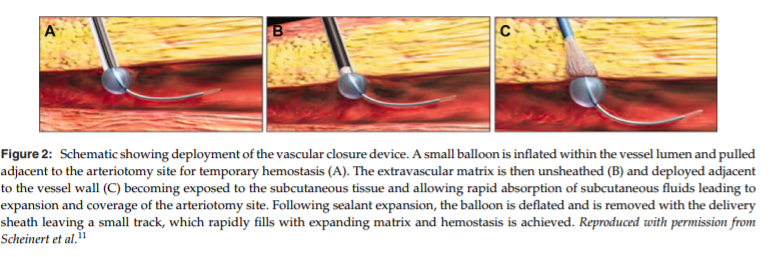 A
B
C
Figure 2: Schematic showing deployment of the vascular closure device. A small balloon is inflated within the vessel lumen and pulled
adjacent to the arteriotomy site for temporary hemostasis (A). The extravascular matrix is then unsheathed (B) and deployed adjacent
to the vessel wall (C) becoming exposed to the subcutaneous tissue and allowing rapid absorption of subcutaneous fluids leading to
expansion and coverage of the arteriotomy site. Following sealant expansion, the balloon is deflated and is removed with the delivery
sheath leaving a small track, which rapidly fills with expanding matrix and hemostasis is achieved. Reproduced with permission from
Scheinert et al.11